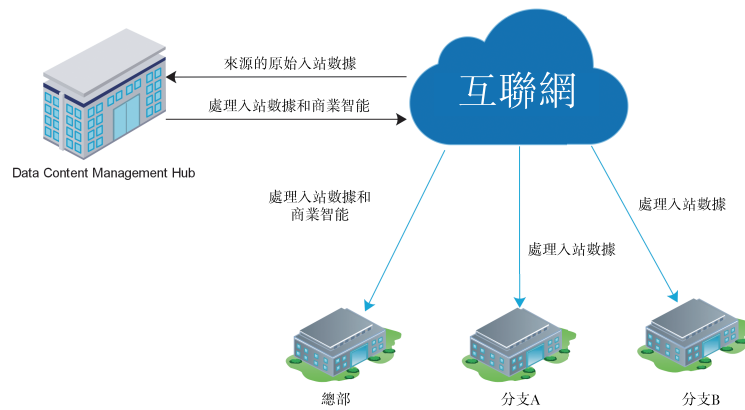 來源的原始入站數據
互聯網
處理入站數據和商業智能
Data Content Management Hub
處理入站數據和
商業智能
處理入站數據
處理入站數據
總部
分支A
分支B